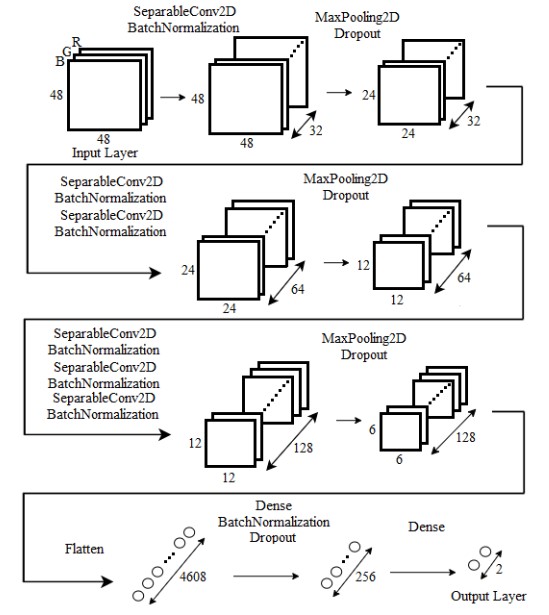 SeparableConv2D
BatchNormalization
MaxPooling2D
Dropout
R
G
B
48
48
Input Layer
48
48
32
24
24
32
SeparableConv2D
BatchNormalization
SeparableConv2D
BatchNormalization
MaxPooling2D
Dropout
24
24
64
12
12
64
SeparableConv2D
BatchNormalization
SeparableConv2D
BatchNormalization
SeparableConv2D
BatchNormalization
MaxPooling2D
Dropout
12
12
128
6
6
128
Flatten
4608
Dense
BatchNormalization
Dropout
256
Dense
2
Output Layer